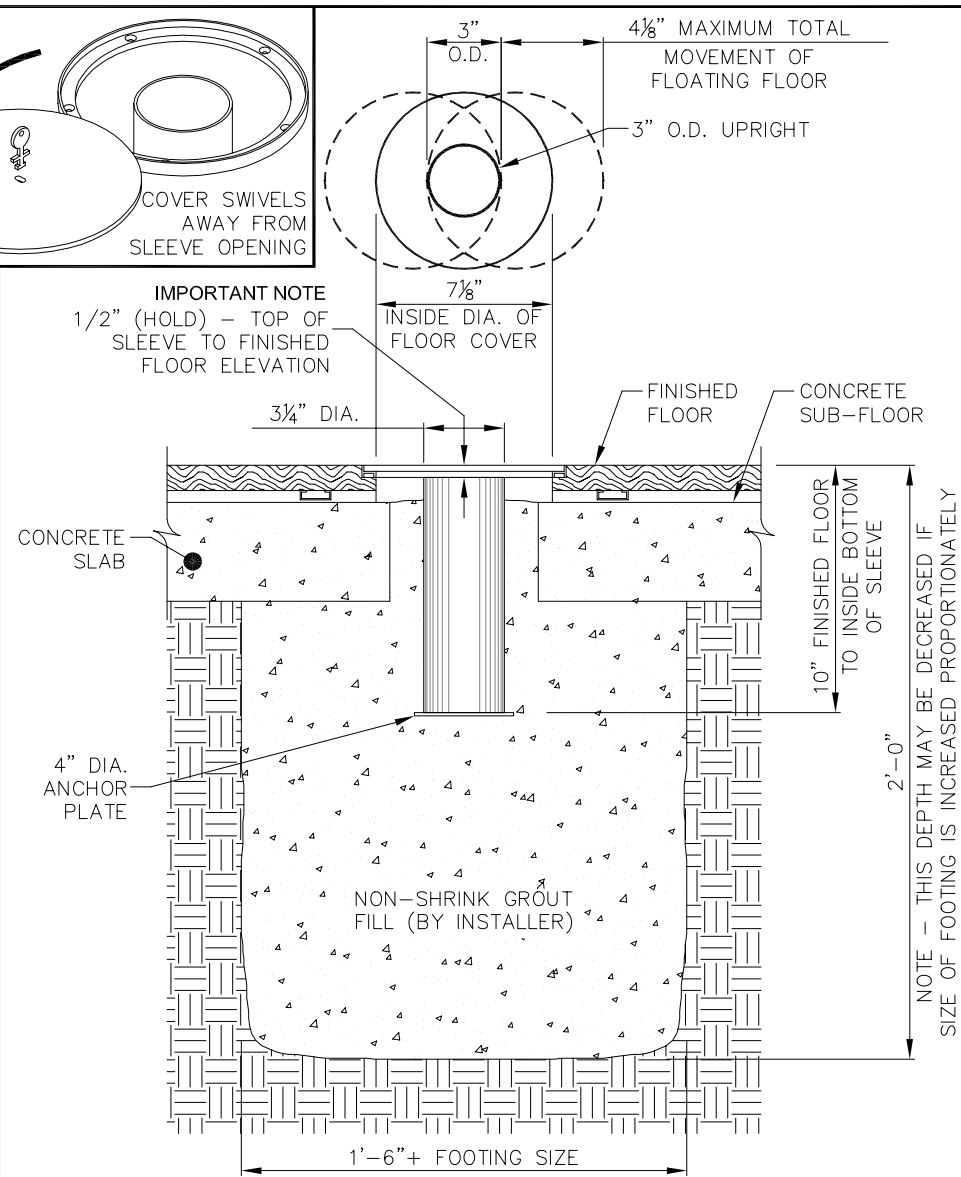 3" O.D.
4⅛" MAXIMUM TOTAL
MOVEMENT OF
FLOATING FLOOR
3" O.D. UPRIGHT
COVER SWIVELS
AWAY FROM
SLEEVE OPENING
IMPORTANT NOTE
1/2" (HOLD) – TOP OF
SLEEVE TO FINISHED
FLOOR ELEVATION
7⅛"
INSIDE DIA. OF
FLOOR COVER
3¼" DIA.
FINISHED
FLOOR
CONCRETE
SUB-FLOOR
CONCRETE
SLAB
10" FINISHED FLOOR
TO INSIDE BOTTOM
OF SLEEVE
2'-0"
NOTE – THIS DEPTH MAY BE DECREASED IF
SIZE OF FOOTING IS INCREASED PROPORTIONATELY
4" DIA.
ANCHOR
PLATE
NON-SHRINK GROUT
FILL (BY INSTALLER)
1'-6"+ FOOTING SIZE